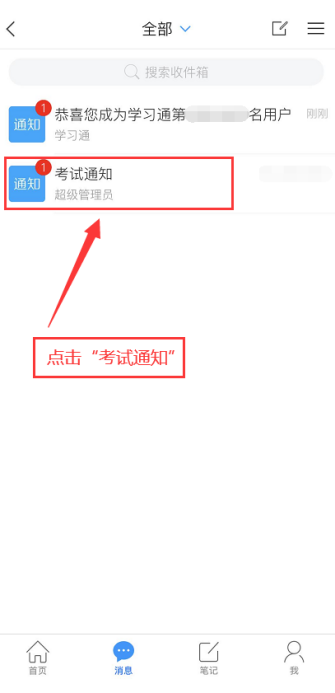 全部
搜索收件箱
通知
1
恭喜您成为学习通第
名用户
刚刚
学习通
通知
1
考试通知
超级管理员
点击“考试通知”
首页
消息
笔记
我